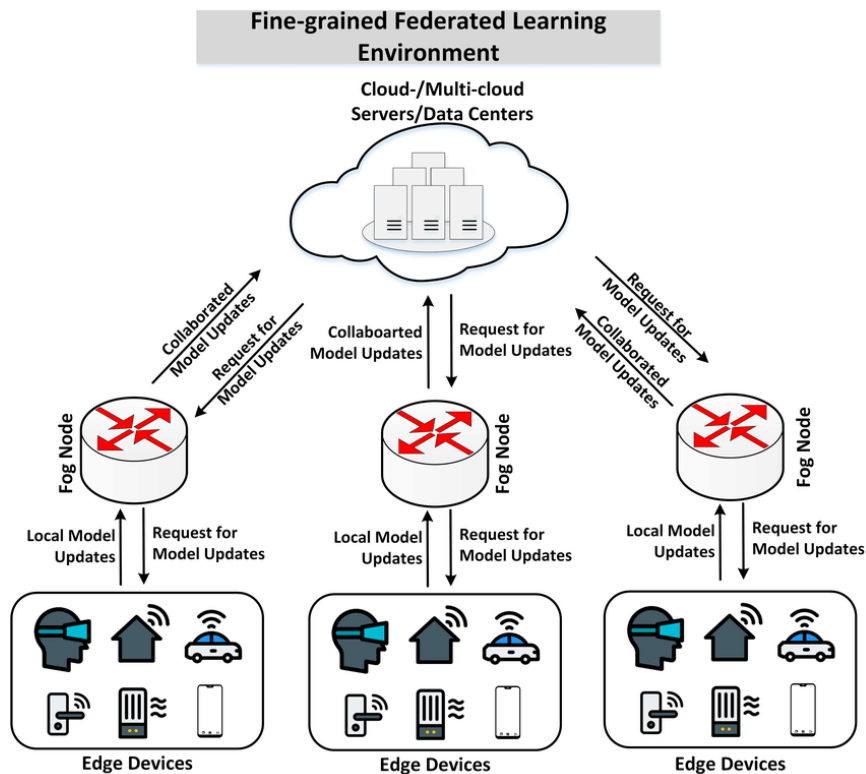 Fine-grained Federated Learning
Environment
Cloud-/Multi-cloud
Servers/Data Centers
Collaborated
Model Updates
Request for
Model Updates
Collaboarted
Model Updates
Request for
Model Updates
Request for
Model Updates
Collaborated
Model Updates
Fog Node
Fog Node
Fog Node
Local Model
Updates
Request for
Model Updates
Local Model
Updates
Request for
Model Updates
Local Model
Updates
Request for
Model Updates
Edge Devices
Edge Devices
Edge Devices